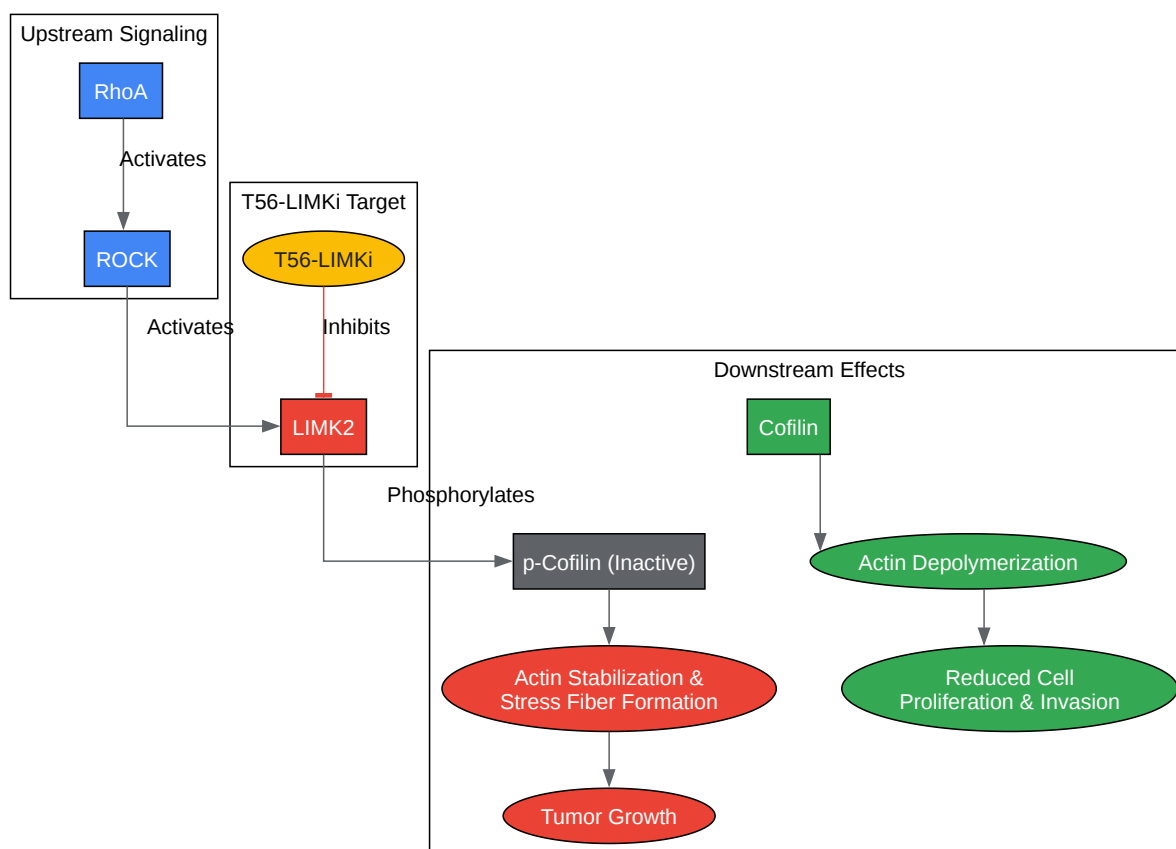 Upstream Signaling
RhoA
Activates
ROCK
Activates
T56-LIMKi Target
T56-LIMKi
Inhibits
LIMK2
Phosphorylates
Downstream Effects
Cofilin
p-Cofilin (Inactive)
Actin Depolymerization
Actin Stabilization &
Stress Fiber Formation
Reduced Cell
Proliferation & Invasion
Tumor Growth